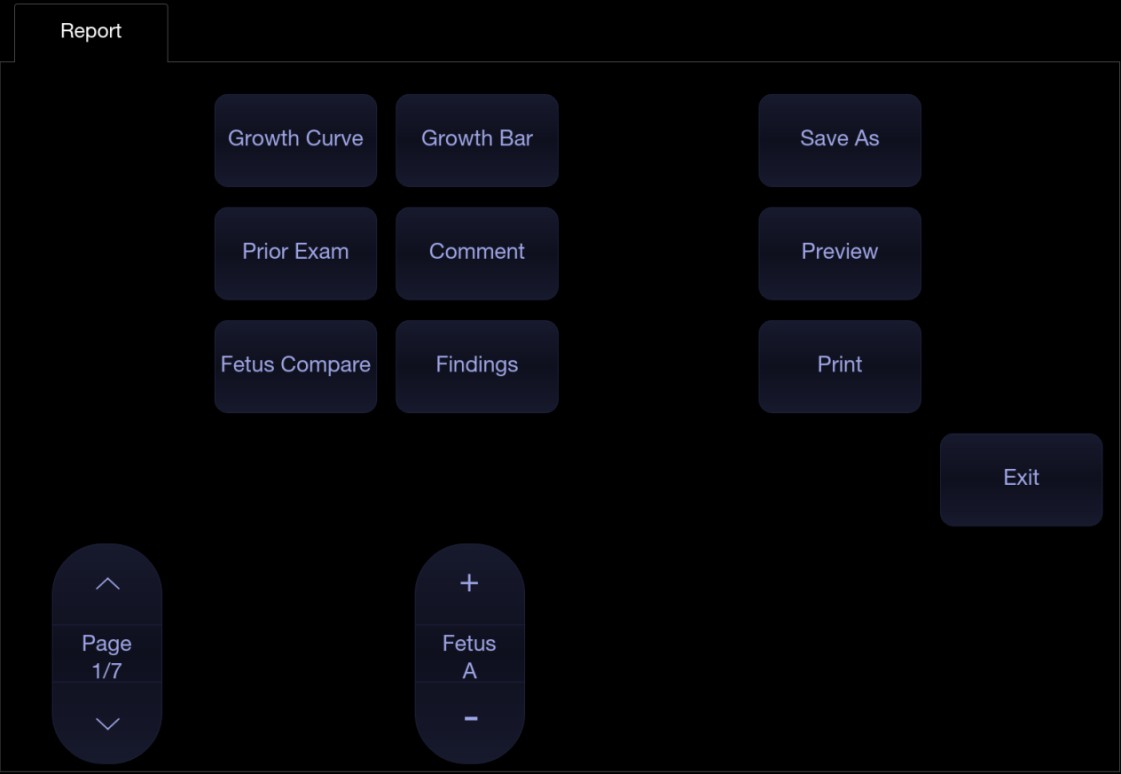 Report
Growth Curve
Growth Bar
Save As
Prior Exam
Comment
Preview
Fetus Compare
Findings
Print
Exit
Page
1/7
+
Fetus
A
-